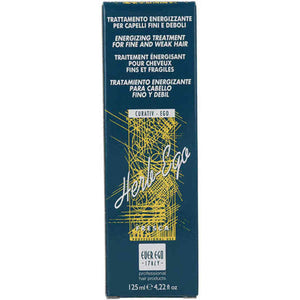 TRATTAMENTO ENERGIZZANTE
PER CAPELLI FINI E DEBOLI
ENERGIZING TREATMENT
FOR FINE AND WEAK HAIR
TRAITEMENT ENERGISANT
POUR CHEVEUX
FINS ET FRAGILES
TRATAMIENTO ENERGIZANTE
PARA CABELLO
FINO Y DEBIL
CURATIV - EGO
Herb Ego
PROFESSIONAL USE
EVER EGO
ITALY
professional
hair products
125 ml e 4,22 fl.oz